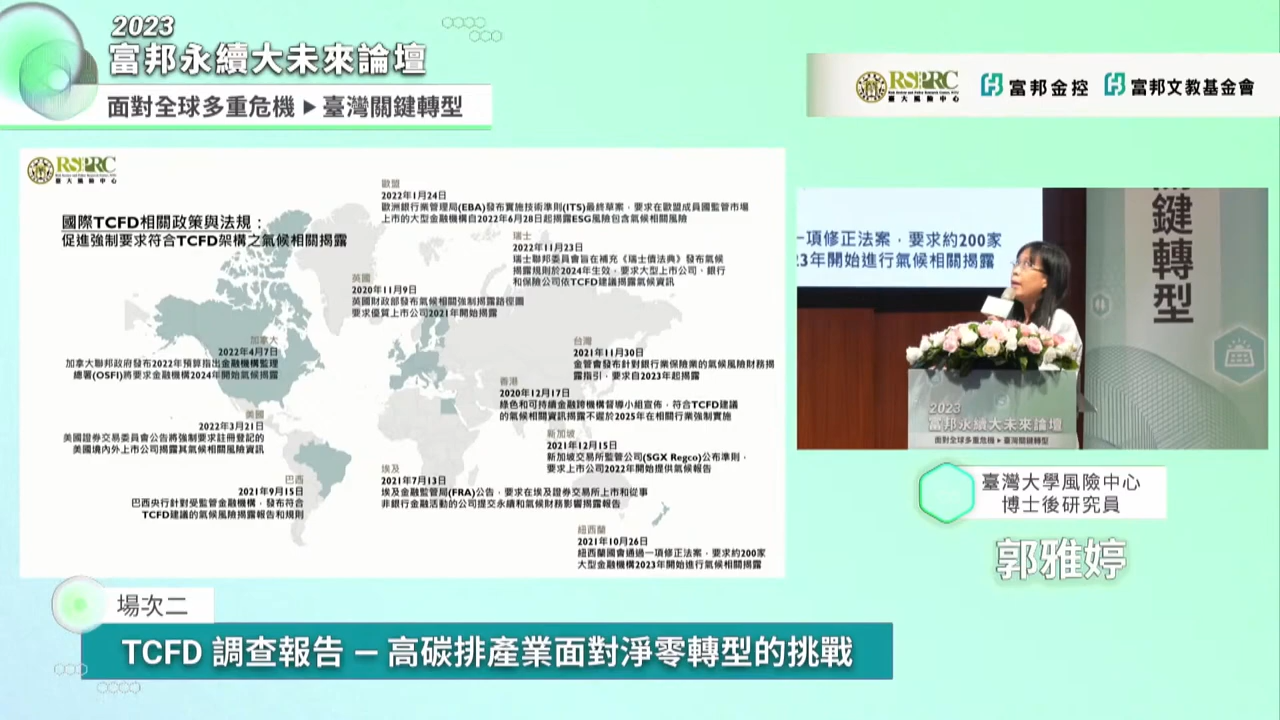 2023
富邦永續大未來論壇
面對全球多重危機▶臺灣關鍵轉型
RSPRC
臺大風險中心
富邦金控
富邦文教基金會
RSPRC
臺大風險中心
國際TCFD相關政策與法規：
促進強制要求符合TCFD架構之氣候相關揭露
歐盟
2022年1月24日
歐洲銀行業管理局(EBA)發布實施技術準則(ITS)最終草案，要求在歐盟成員國監管市場
上市的大型金融機構自2022年6月28日起揭露ESG風險包含氣候相關風險
瑞士
2022年11月23日
瑞士聯邦委員會旨在補充《瑞士債法典》發布氣候
揭露規則於2024年生效，要求大型上市公司、銀行
和保險公司依TCFD建議揭露氣候資訊
英國
2020年11月9日
英國財政部發布氣候相關強制揭露路徑圖
要求優質上市公司2021年開始揭露
加拿大
2022年4月7日
加拿大聯邦政府發布2022年預算指出金融機構監理
總署(OSFI)將要求金融機構2024年開始氣候揭露
台灣
2021年11月30日
金管會發布針對銀行業保險業的氣候風險財務揭
露指引，要求自2023年起揭露
香港
2020年12月17日
綠色和可持續金融跨機構督導小組宣佈，符合TCFD建議
的氣候相關資訊揭露不遲於2025年在相關行業強制實施
美國
2022年3月21日
美國證券交易委員會公告將強制要求註冊登記的
美國境內外上市公司揭露其氣候相關風險資訊
新加坡
2021年12月15日
新加坡交易所監管公司(SGX Regco)公布準則，
要求上市公司2022年開始提供氣候報告
巴西
2021年9月15日
巴西央行針對受監管金融機構，發布符合
TCFD建議的氣候風險揭露報告和規則
埃及
2021年7月13日
埃及金融監管局(FRA)公告，要求在埃及證券交易所上市和從事
非銀行金融活動的公司提交永續和氣候財務影響揭露報告
紐西蘭
2021年10月26日
紐西蘭國會通過一項修正法案，要求約200家
大型金融機構2023年開始進行氣候相關揭露
一項修正法案，要求約200家
23年開始進行氣候相關揭露
鍵轉型
2023
富邦永續大未來論壇
面對全球多重危機▶臺灣關鍵轉型
臺灣大學風險中心
博士後研究員
郭雅婷
場次二
TCFD 調查報告 — 高碳排產業面對淨零轉型的挑戰